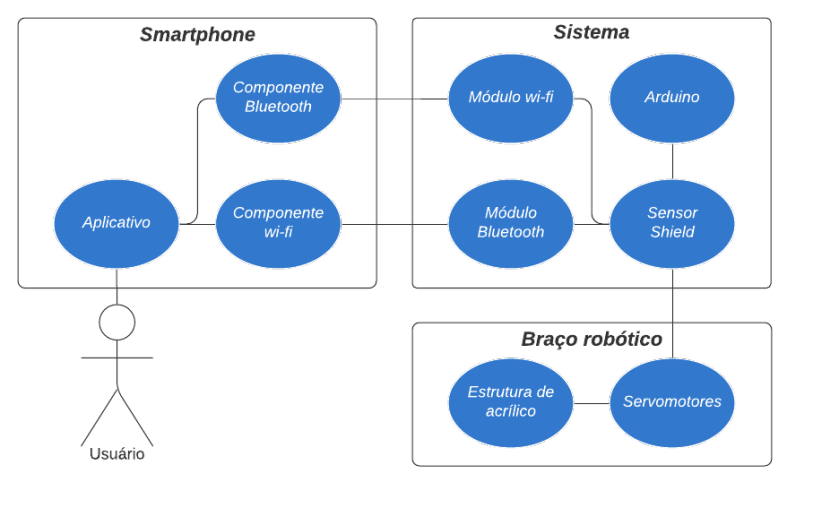 Smartphone
Componente
Bluetooth
Aplicativo
Componente
wi-fi
Usuário
Sistema
Módulo wi-fi
Arduino
Módulo
Bluetooth
Sensor
Shield
Braço robótico
Estrutura de
acrílico
Servomotores